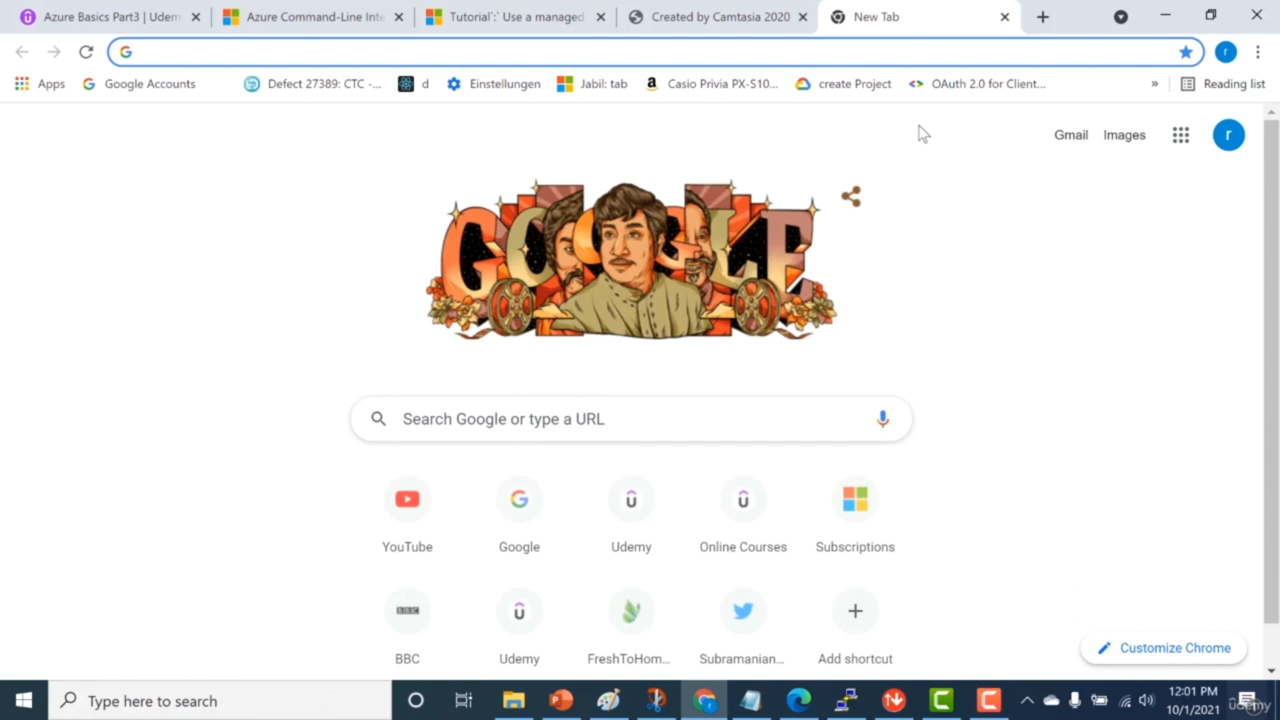 Azure Basics Part3 | Udem
Azure Command-Line Inte
Tutorial`:` Use a managed
Created by Camtasia 2020
New Tab
Apps
Google Accounts
Defect 27389: CTC -...
d
Einstellungen
Jabil: tab
Casio Privia PX-S10...
create Project
OAuth 2.0 for Client...
»
Reading list
r
Gmail
Images
r
GOOGLE
Search Google or type a URL
YouTube
Google
Udemy
Online Courses
Subscriptions
BBC
BBC
Udemy
FreshToHom...
Subramanian...
Add shortcut
Customize Chrome
Type here to search
12:01 PM
10/1/2021
udemy